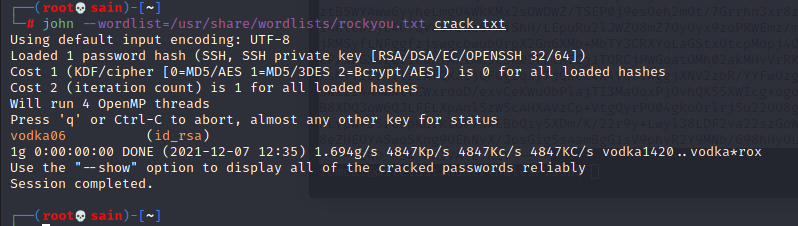 ┌──(root💀sain)-[~]
└─# john --wordlist=/usr/share/wordlists/rockyou.txt crack.txt
Using default input encoding: UTF-8
Loaded 1 password hash (SSH, SSH private key [RSA/DSA/EC/OPENSSH 32/64])
Cost 1 (KDF/cipher [0=MD5/AES 1=MD5/3DES 2=Bcrypt/AES]) is 0 for all loaded hashes
Cost 2 (iteration count) is 1 for all loaded hashes
Will run 4 OpenMP threads
Press 'q' or Ctrl-C to abort, almost any other key for status
vodka06          (id_rsa)
1g 0:00:00:00 DONE (2021-12-07 12:35) 1.694g/s 4847Kp/s 4847Kc/s 4847KC/s vodka1420..vodka*rox
Use the "--show" option to display all of the cracked passwords reliably
Session completed.
┌──(root💀sain)-[~]